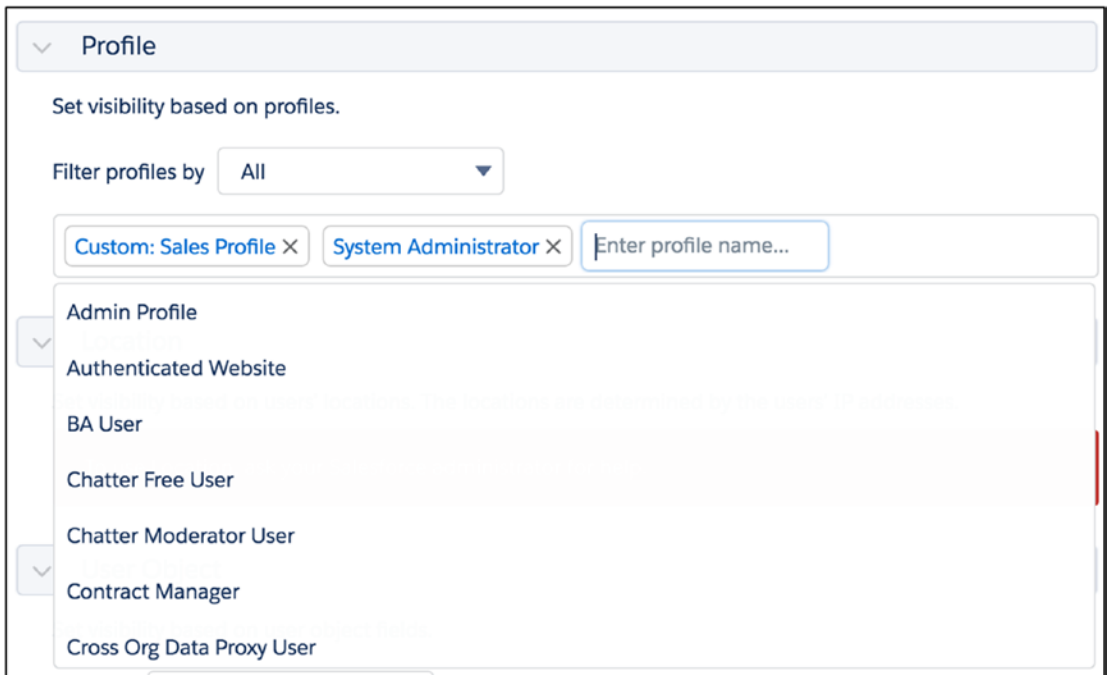 Profile
Set visibility based on profiles.
Filter profiles by All
Custom: Sales Profile System Administrator Enter profile name...
Admin Profile
Location
Authenticated Website
BA User
Chatter Free User
Chatter Moderator User
Contract Manager
Cross Org Data Proxy User